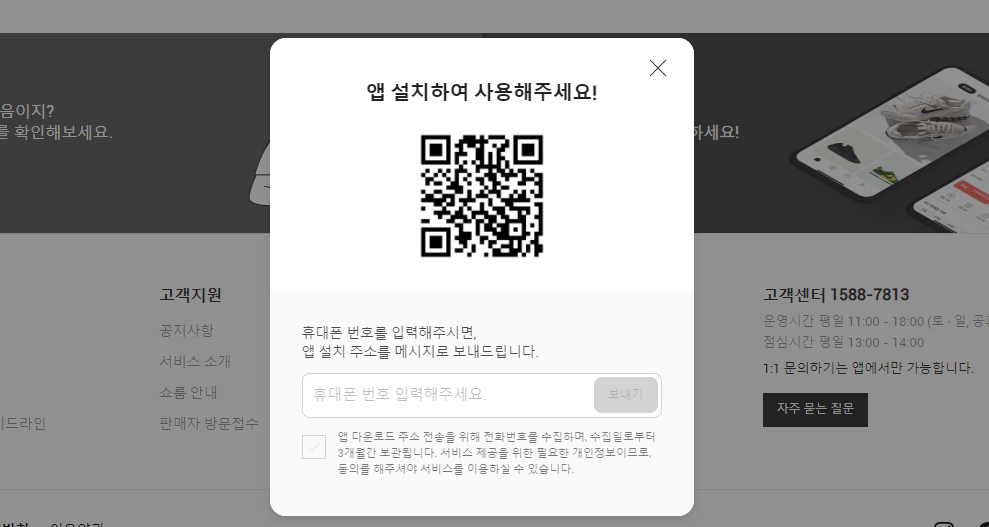 음이지?
를 확인해보세요.
앱 설치하여 사용해주세요!
하세요!
고객지원
공지사항
서비스 소개
쇼룸 안내
판매자 방문접수
이드라인
휴대폰 번호를 입력해주시면,
앱 설치 주소를 메시지로 보내드립니다.
휴대폰 번호 입력해주세요.
보내기
앱 다운로드 주소 전송을 위해 전화번호를 수집하며, 수집일로부터
3개월간 보관됩니다. 서비스 제공을 위한 필요한 개인정보이므로,
동의를 해주셔야 서비스를 이용하실 수 있습니다.
고객센터 1588-7813
운영시간 평일 11:00 - 18:00 (토 · 일, 공휴
점심시간 평일 13:00 - 14:00
1:1 문의하기는 앱에서만 가능합니다.
자주 묻는 질문
이용약관